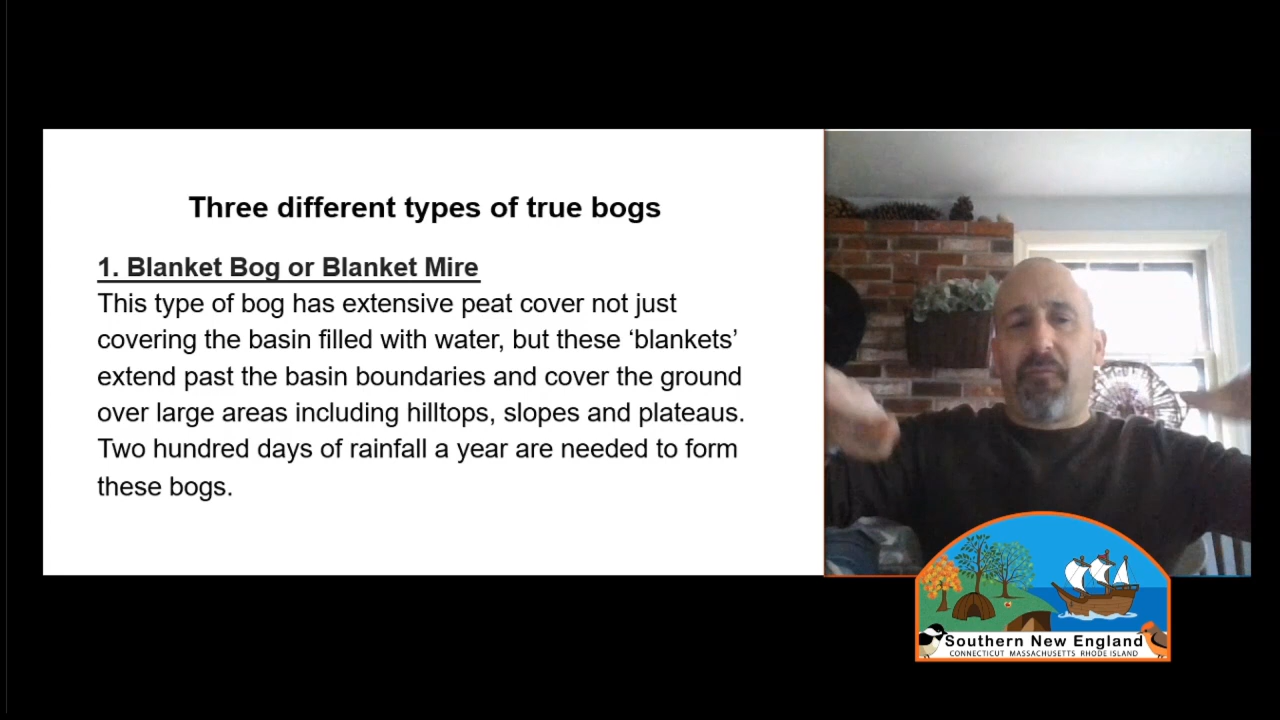 Three different types of true bogs
1. Blanket Bog or Blanket Mire
This type of bog has extensive peat cover not just
covering the basin filled with water, but these ‘blankets’
extend past the basin boundaries and cover the ground
over large areas including hilltops, slopes and plateaus.
Two hundred days of rainfall a year are needed to form
these bogs.
Southern New England
CONNECTICUT MASSACHUSETTS RHODE ISLAND